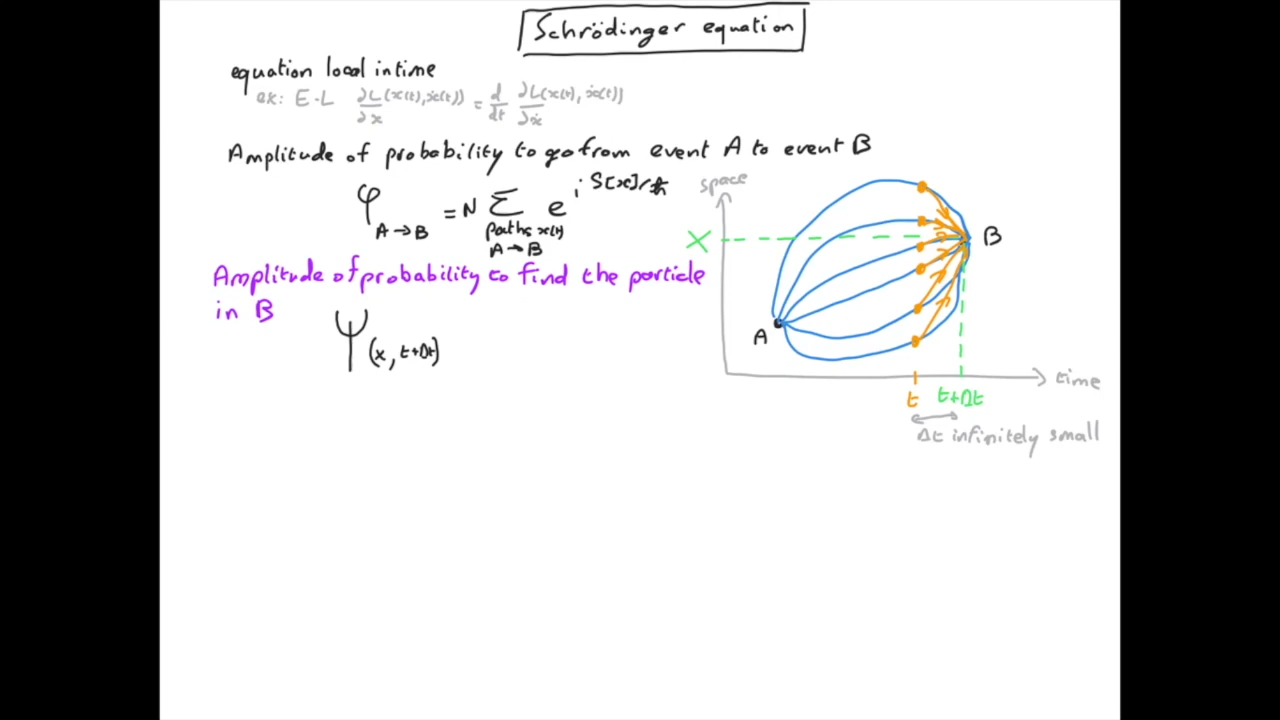 Schrödinger equation
equation local in time
ex: E-L ∂L(x(t),ẋ(t))/∂x = d/dt ∂L(x(t),ẋ(t))/∂ẋ
Amplitude of probability to go from event A to event B
φ A→B = N Σ paths x(t) A→B e^{i S[x]/ħ}
Amplitude of probability to find the particle
in B
Ψ(x, t+Δt)
space
X
A
B
time
t
t+Δt
Δt infinitely small